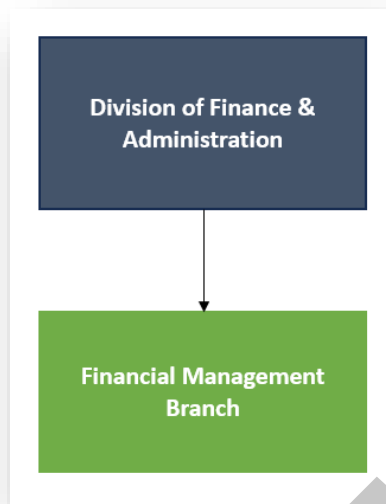 Division of Finance &
Administration
Financial Management
Branch